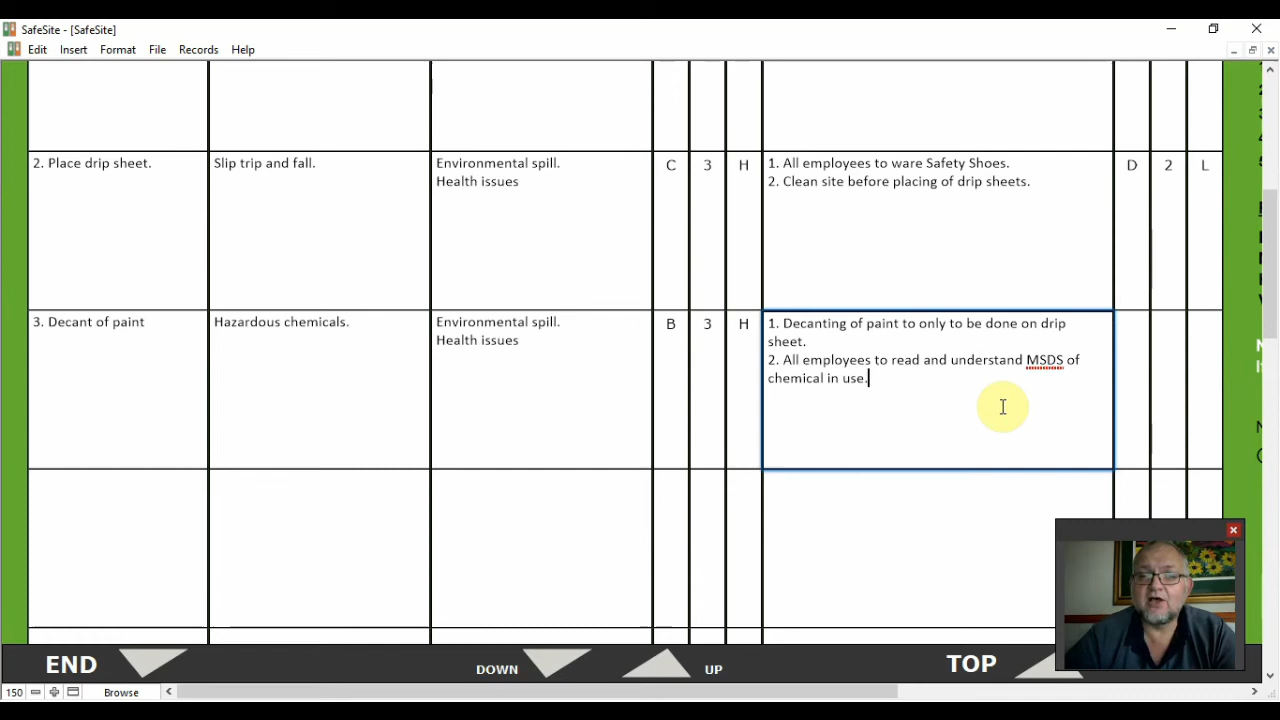 SafeSite - [SafeSite]
Edit Insert Format File Records Help
2. Place drip sheet.
Slip trip and fall.
Environmental spill.
Health issues
C 3 H
1. All employees to ware Safety Shoes.
2. Clean site before placing of drip sheets.
D 2 L
3. Decant of paint
Hazardous chemicals.
Environmental spill.
Health issues
B 3 H
1. Decanting of paint to only to be done on drip
sheet.
2. All employees to read and understand MSDS of
chemical in use.
END DOWN UP TOP
150 Browse